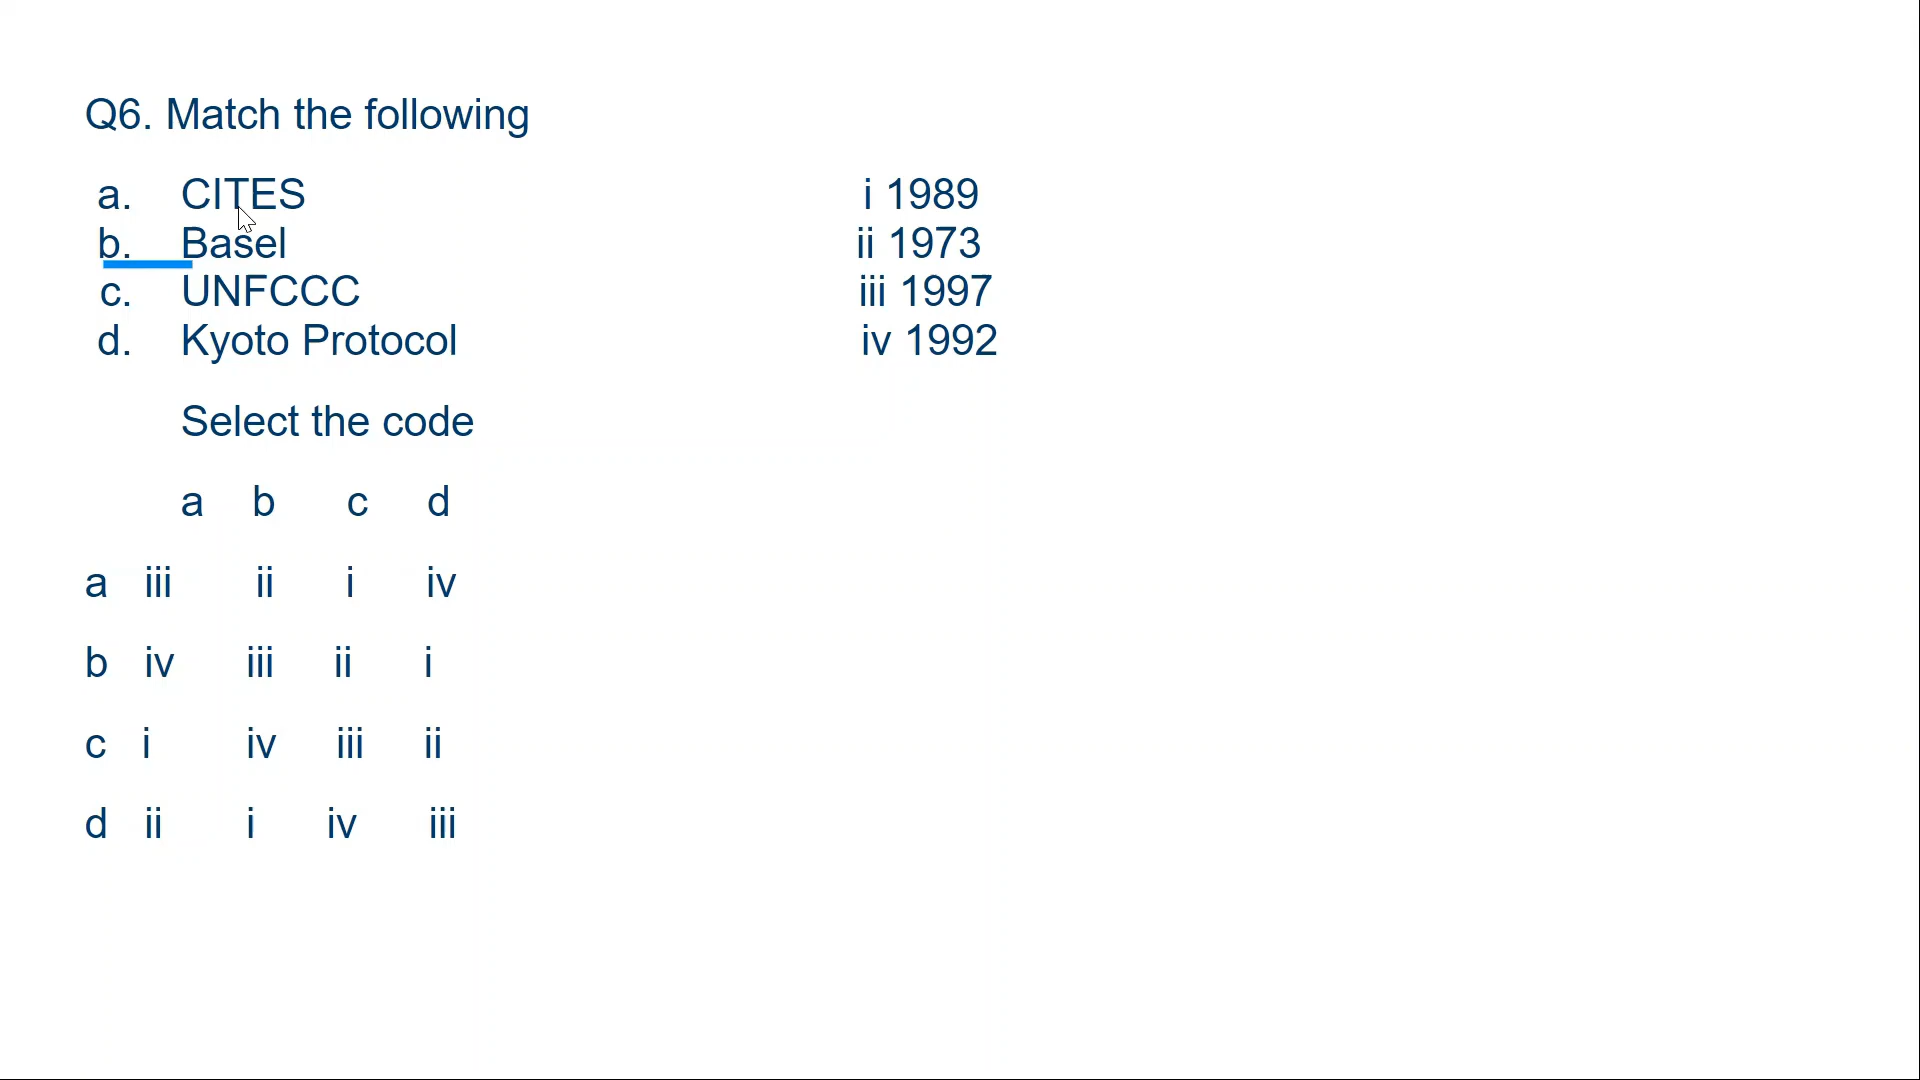 Q6. Match the following
a. CITES i 1989
b. Basel ii 1973
c. UNFCCC iii 1997
d. Kyoto Protocol iv 1992
Select the code
a b c d
a iii ii i iv
b iv iii ii i
c i iv iii ii
d ii i iv iii